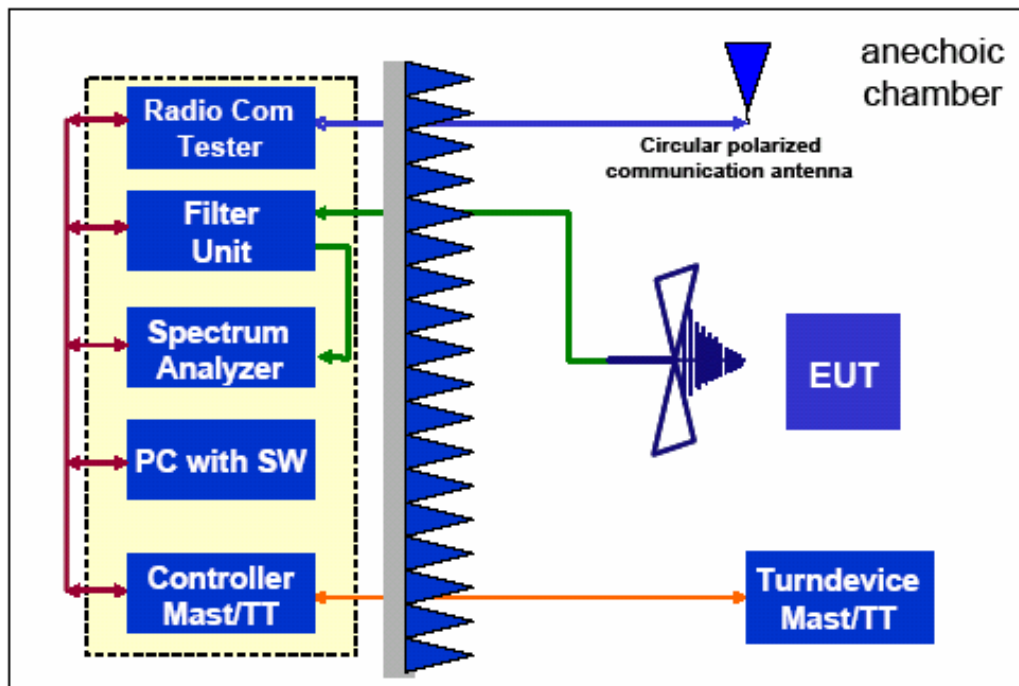 anechoic
chamber
Radio Com
Tester
Circular polarized
communication antenna
Filter
Unit
Spectrum
Analyzer
EUT
PC with SW
Controller
Mast/TT
Turndevice
Mast/TT